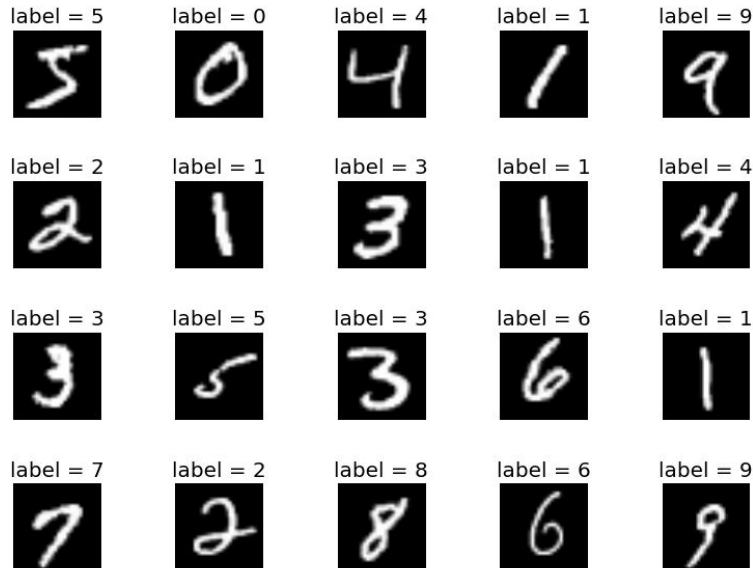 label = 5 label = 0 label = 4 label = 1 label = 9
5 0 4 1 9
label = 2 label = 1 label = 3 label = 1 label = 4
2 1 3 1 4
label = 3 label = 5 label = 3 label = 6 label = 1
3 5 3 6 1
label = 7 label = 2 label = 8 label = 6 label = 9
7 2 8 6 9